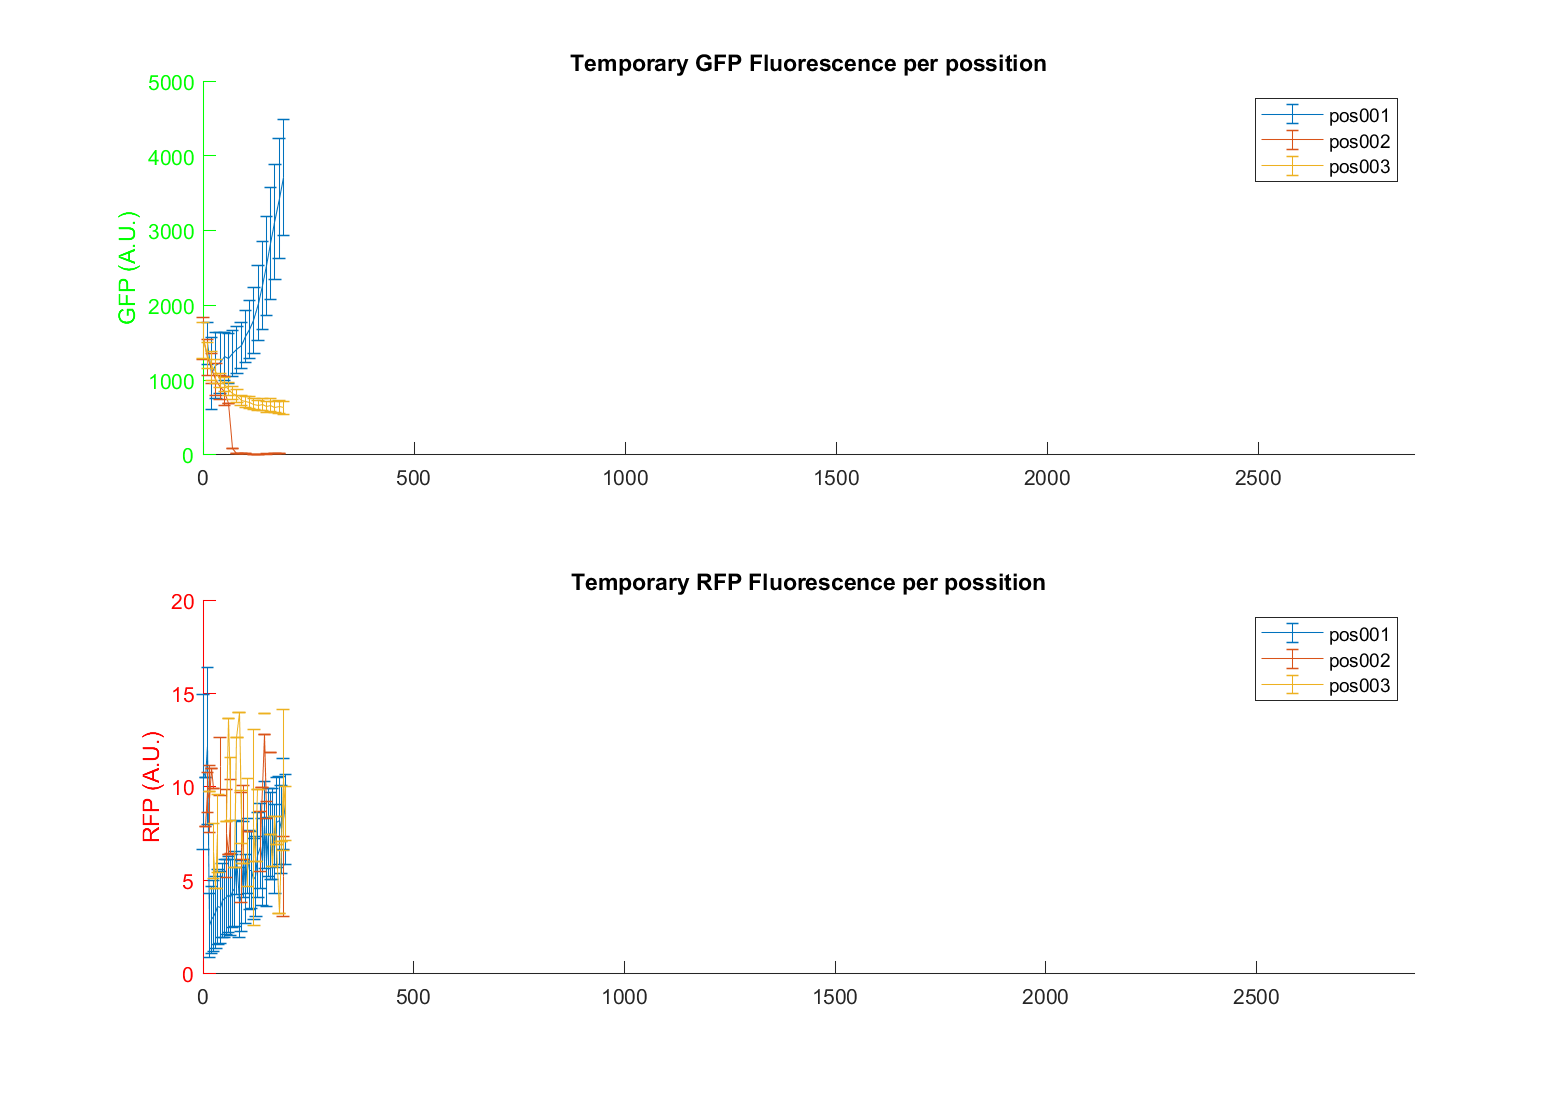 Temporary GFP Fluorescence per possition
5000
4000
3000
2000
1000
0
GFP (A.U.)
pos001
pos002
pos003
0 500 1000 1500 2000 2500
Temporary RFP Fluorescence per possition
20
15
10
5
0
RFP (A.U.)
pos001
pos002
pos003
0 500 1000 1500 2000 2500